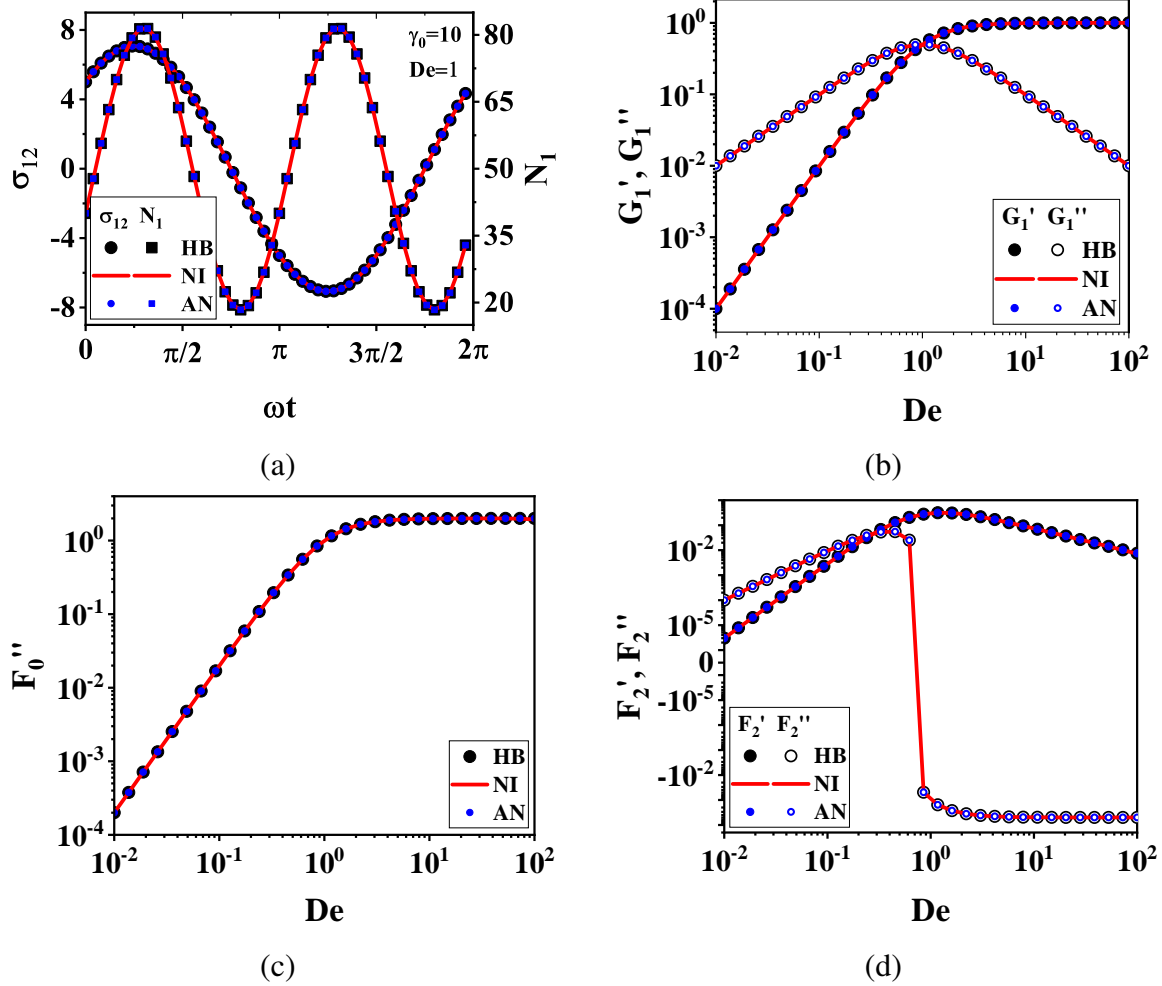 8
4
0
-4
-8
σ12
80
65
50
35
20
N1
γ0=10
De=1
σ12 N1
HB
NI
AN
0 π/2 π 3π/2 2π
ωt
(a)
10^0
10^-1
10^-2
10^-3
10^-4
G1', G1''
G1' G1''
HB
NI
AN
10^-2 10^-1 10^0 10^1 10^2
De
(b)
10^0
10^-1
10^-2
10^-3
10^-4
F0''
HB
NI
AN
10^-2 10^-1 10^0 10^1 10^2
De
(c)
10^-2
10^-5
0
-10^-5
-10^-2
F2', F2''
F2' F2''
HB
NI
AN
10^-2 10^-1 10^0 10^1 10^2
De
(d)